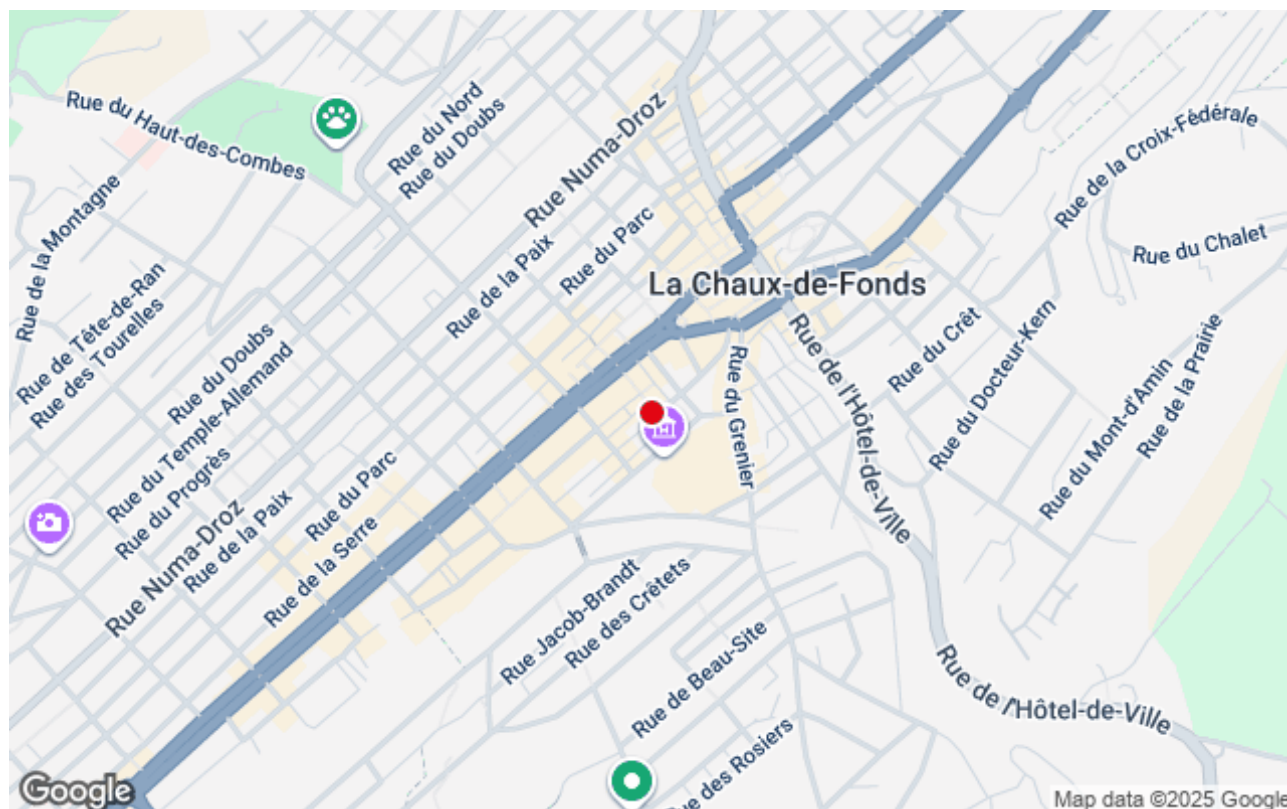 Rue du Haut-des-Combes
Rue du Nord
Rue du Doubs
Rue Numa-Droz
Rue de la Croix-Fédérale
Rue de la Montagne
Rue du Parc
Rue de la Paix
Rue du Chalet
La Chaux-de-Fonds
Rue de Tête-de-Ran
Rue des Tourelles
Rue du Doubs
Rue du Temple-Allemand
Rue du Progrès
Rue Numa-Droz
Rue de la Paix
Rue du Parc
Rue de la Serre
Rue du Grenier
Rue de l'Hôtel-de-Ville
Rue du Crêt
Rue du Docteur-Kern
Rue du Mont-d'Amin
Rue de la Prairie
Rue Jacob-Brandt
Rue des Crêtets
Rue de Beau-Site
Rue des Rosiers
Rue de l'Hôtel-de-Ville
Google
Map data ©2025 Google